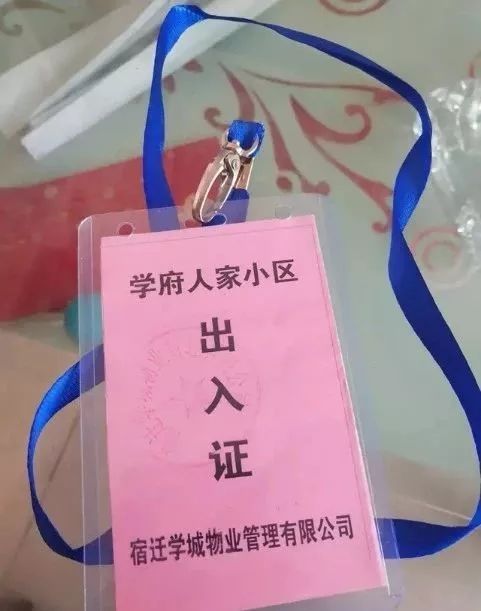 学府人家小区
出
入
证
宿迁学城物业管理有限公司